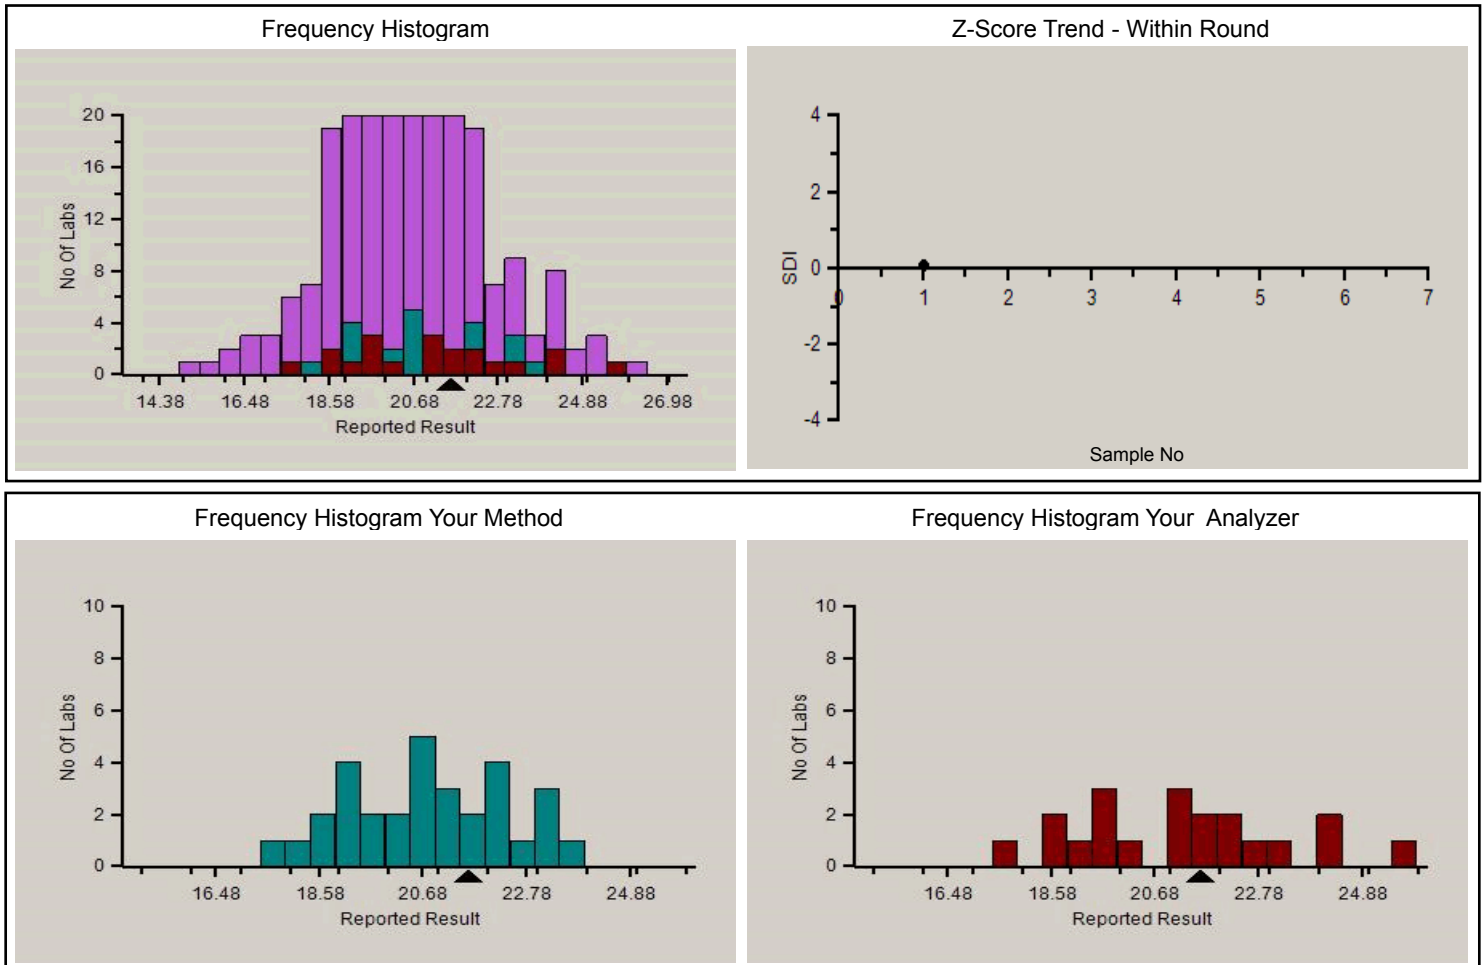 Frequency Histogram
20
16
12
8
4
0
No Of Labs
14.38 16.48 18.58 20.68 22.78 24.88 26.98
Reported Result
Z-Score Trend - Within Round
4
2
0
-2
-4
SDI
0 1 2 3 4 5 6 7
Sample No
Frequency Histogram Your Method
10
8
6
4
2
0
No Of Labs
16.48 18.58 20.68 22.78 24.88
Reported Result
Frequency Histogram Your Analyzer
10
8
6
4
2
0
No Of Labs
16.48 18.58 20.68 22.78 24.88
Reported Result